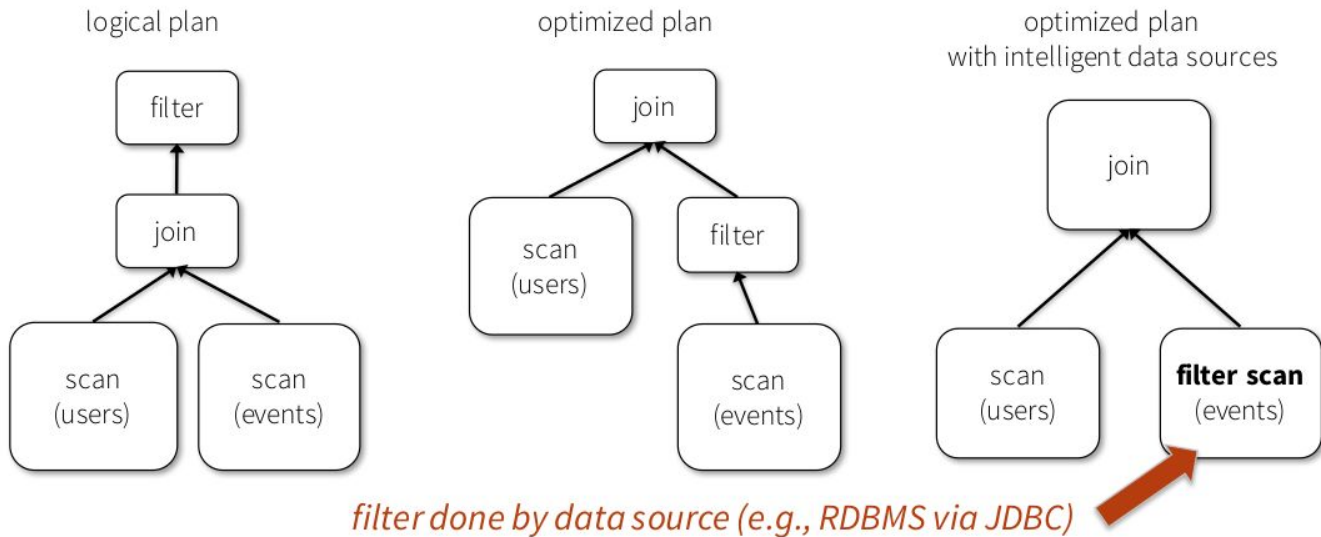 logical plan
filter
join
scan
(users)
scan
(events)
optimized plan
join
scan
(users)
filter
scan
(events)
optimized plan
with intelligent data sources
join
scan
(users)
filter scan
(events)
filter done by data source (e.g., RDBMS via JDBC)